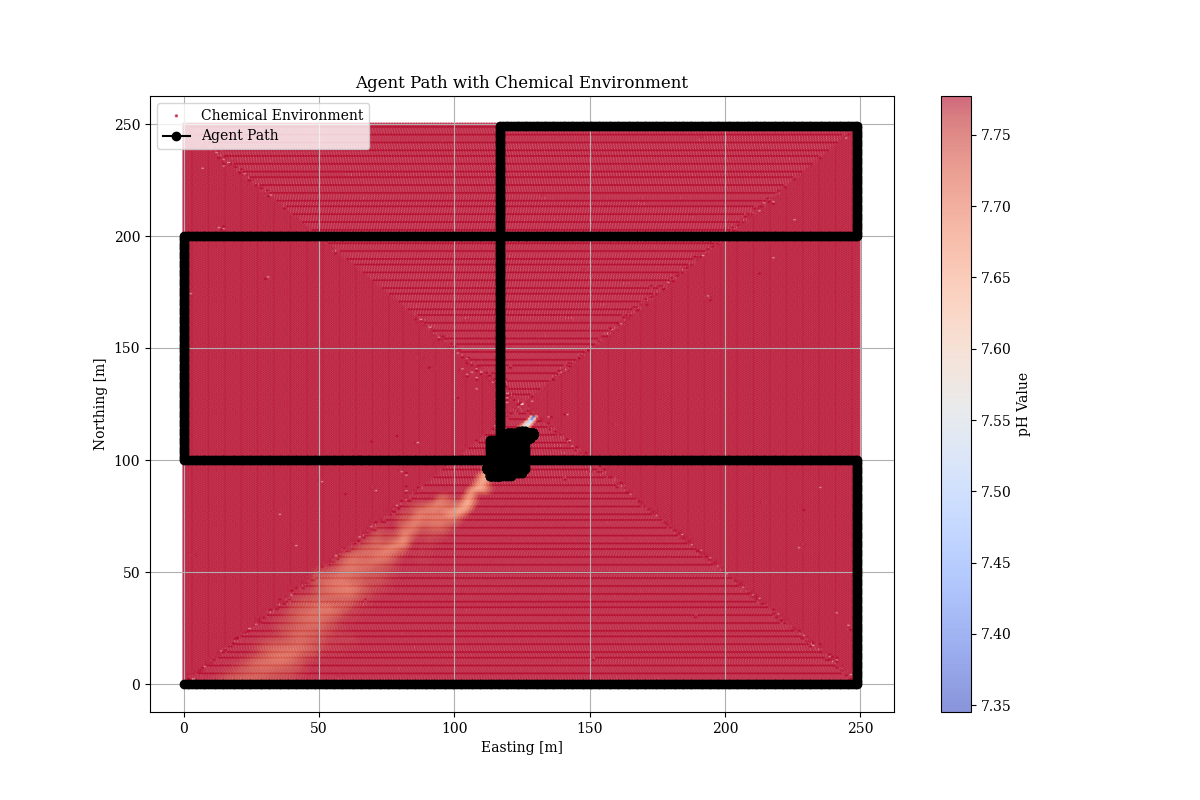 Agent Path with Chemical Environment
Chemical Environment
Agent Path
250
200
150
100
50
0
Northing [m]
0 50 100 150 200 250
Easting [m]
7.75
7.70
7.65
7.60
7.55
7.50
7.45
7.40
7.35
pH Value